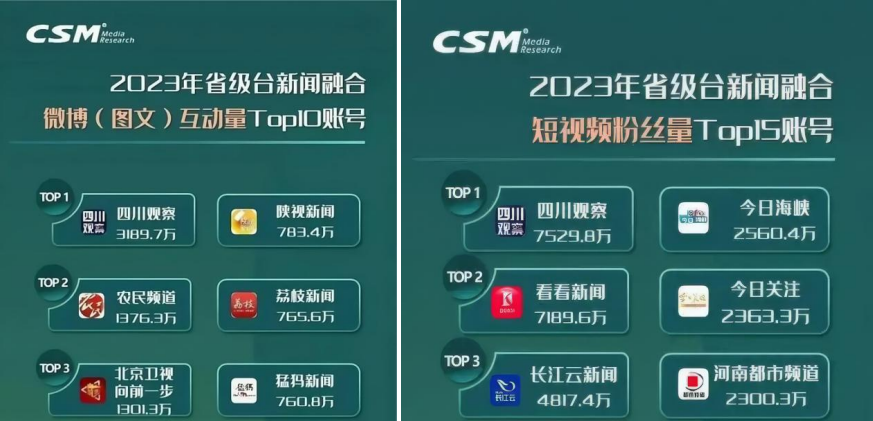 CSM Media Research
2023年省级台新闻融合
微博（图文）互动量Top10账号
TOP 1
四川观察
四川观察
3189.7万
陕视新闻
783.4万
TOP 2
农民频道
1376.3万
荔枝
荔枝新闻
765.6万
TOP 3
北京卫视
向前一步
1301.3万
猛犸新闻
760.8万
CSM Media Research
2023年省级台新闻融合
短视频粉丝量Top15账号
TOP 1
四川观察
四川观察
7529.8万
今日海峡
2560.4万
TOP 2
看看新闻
7189.6万
今日关注
2363.3万
TOP 3
长江云
长江云新闻
4817.4万
河南都市频道
2300.3万